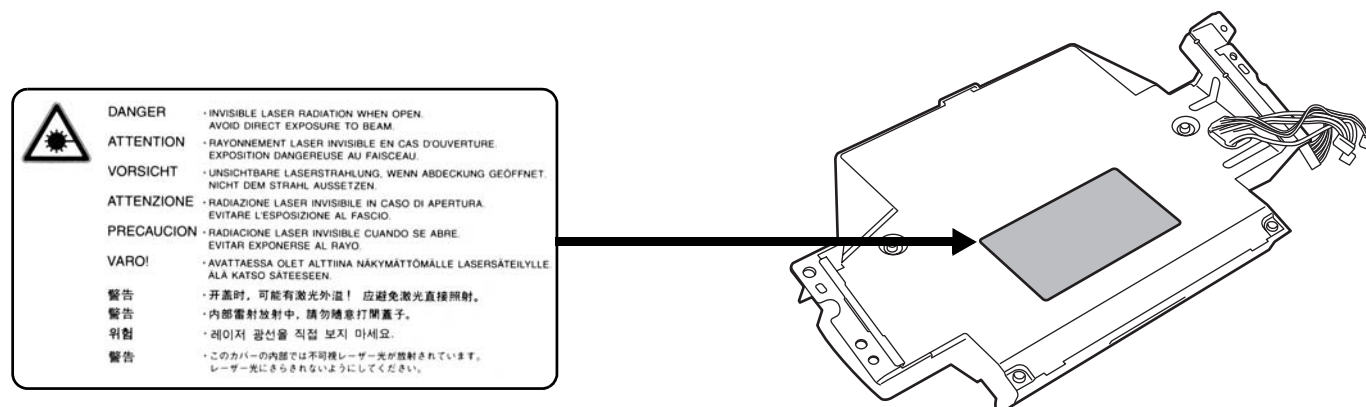 DANGER · INVISIBLE LASER RADIATION WHEN OPEN.
AVOID DIRECT EXPOSURE TO BEAM.
ATTENTION · RAYONNEMENT LASER INVISIBLE EN CAS D'OUVERTURE.
EXPOSITION DANGEREUSE AU FAISCEAU.
VORSICHT · UNSICHTBARE LASERSTRAHLUNG, WENN ABDECKUNG GEÖFFNET.
NICHT DEM STRAHL AUSSETZEN.
ATTENZIONE · RADIAZIONE LASER INVISIBILE IN CASO DI APERTURA.
EVITARE L'ESPOSIZIONE AL FASCIO.
PRECAUCION · RADIACIONE LASER INVISIBLE CUANDO SE ABRE.
EVITAR EXPONERSE AL RAYO.
VARO! · AVATTAESSA OLET ALTTIINA NÄKYMÄTTÖMÄLLE LASERSÄTEILYLLE.
ÄLÄ KATSO SÄTEESEEN.
警告 · 开盖时，可能有激光外溢！ 应避免激光直接照射。
警告 · 内部雷射放射中，請勿隨意打開蓋子。
위험 · 레이저 광선을 직접 보지 마세요.
警告 · このカバーの内部では不可視レーザー光が放射されています。
レーザー光にさらされないようにしてください。